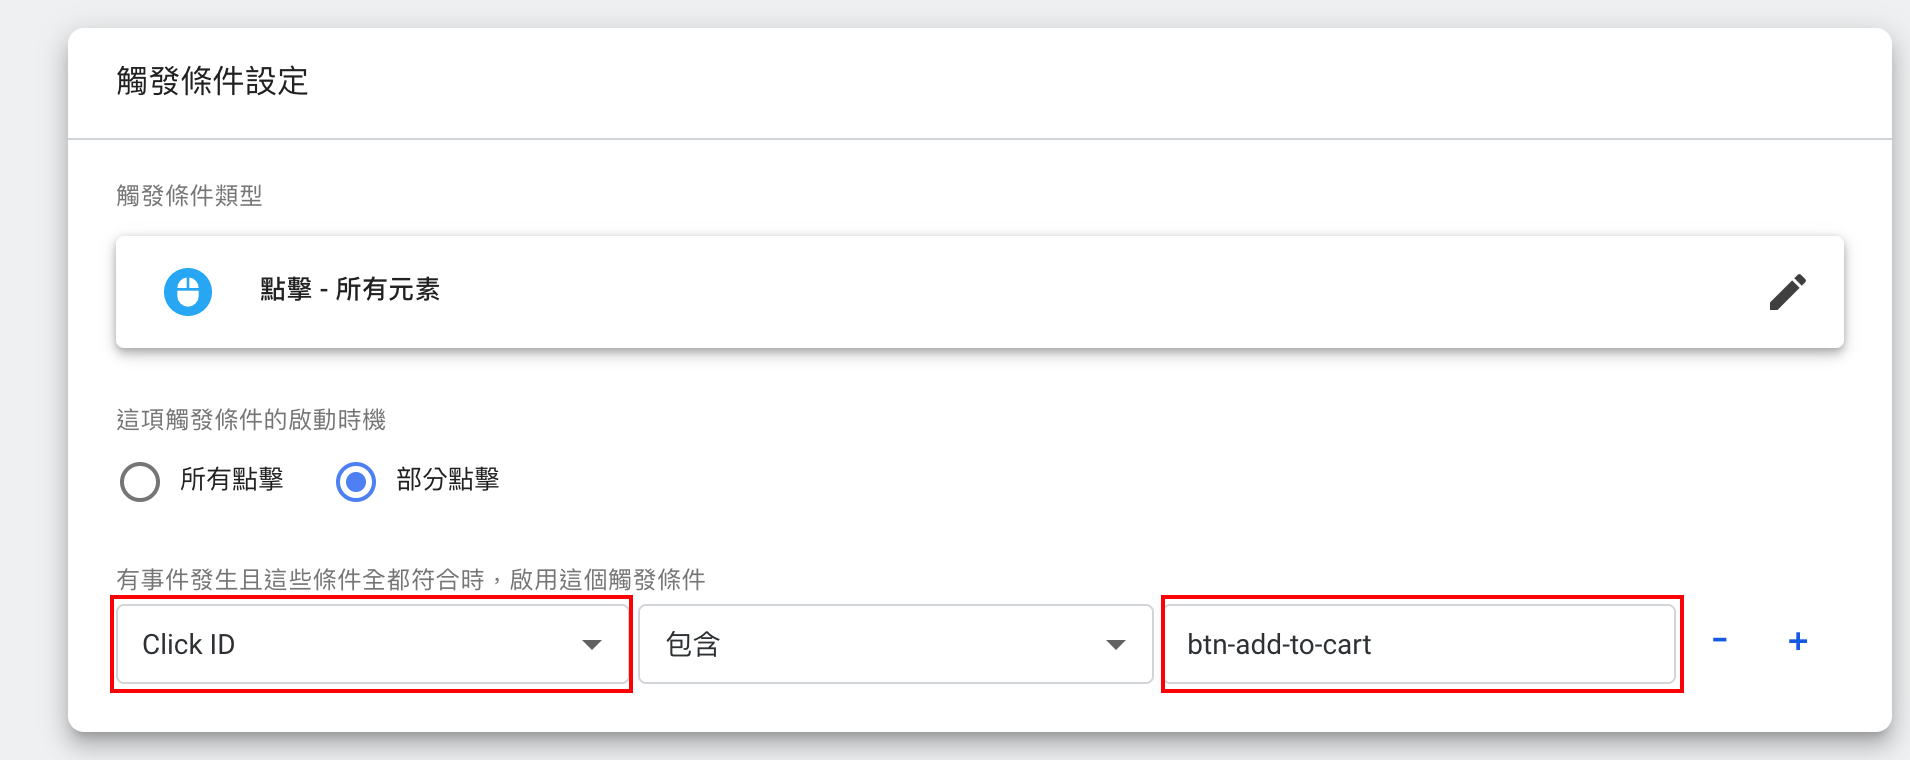 觸發條件設定
觸發條件類型
點擊 - 所有元素
這項觸發條件的啟動時機
所有點擊 部分點擊
有事件發生且這些條件全都符合時，啟用這個觸發條件
Click ID 包含 btn-add-to-cart - +